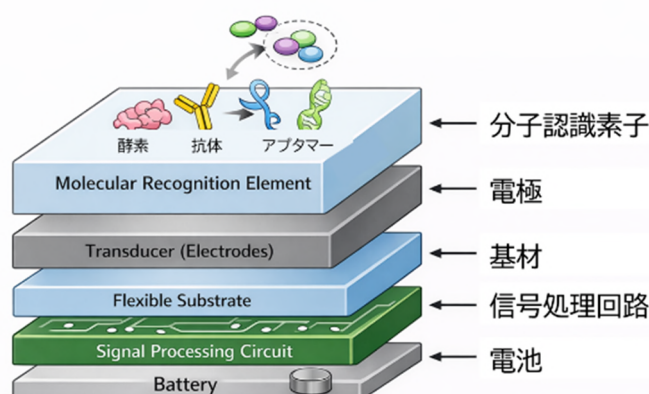 酵素
抗体
アプタマー
分子認識素子
Molecular Recognition Element
電極
Transducer (Electrodes)
基材
Flexible Substrate
信号処理回路
Signal Processing Circuit
電池
Battery